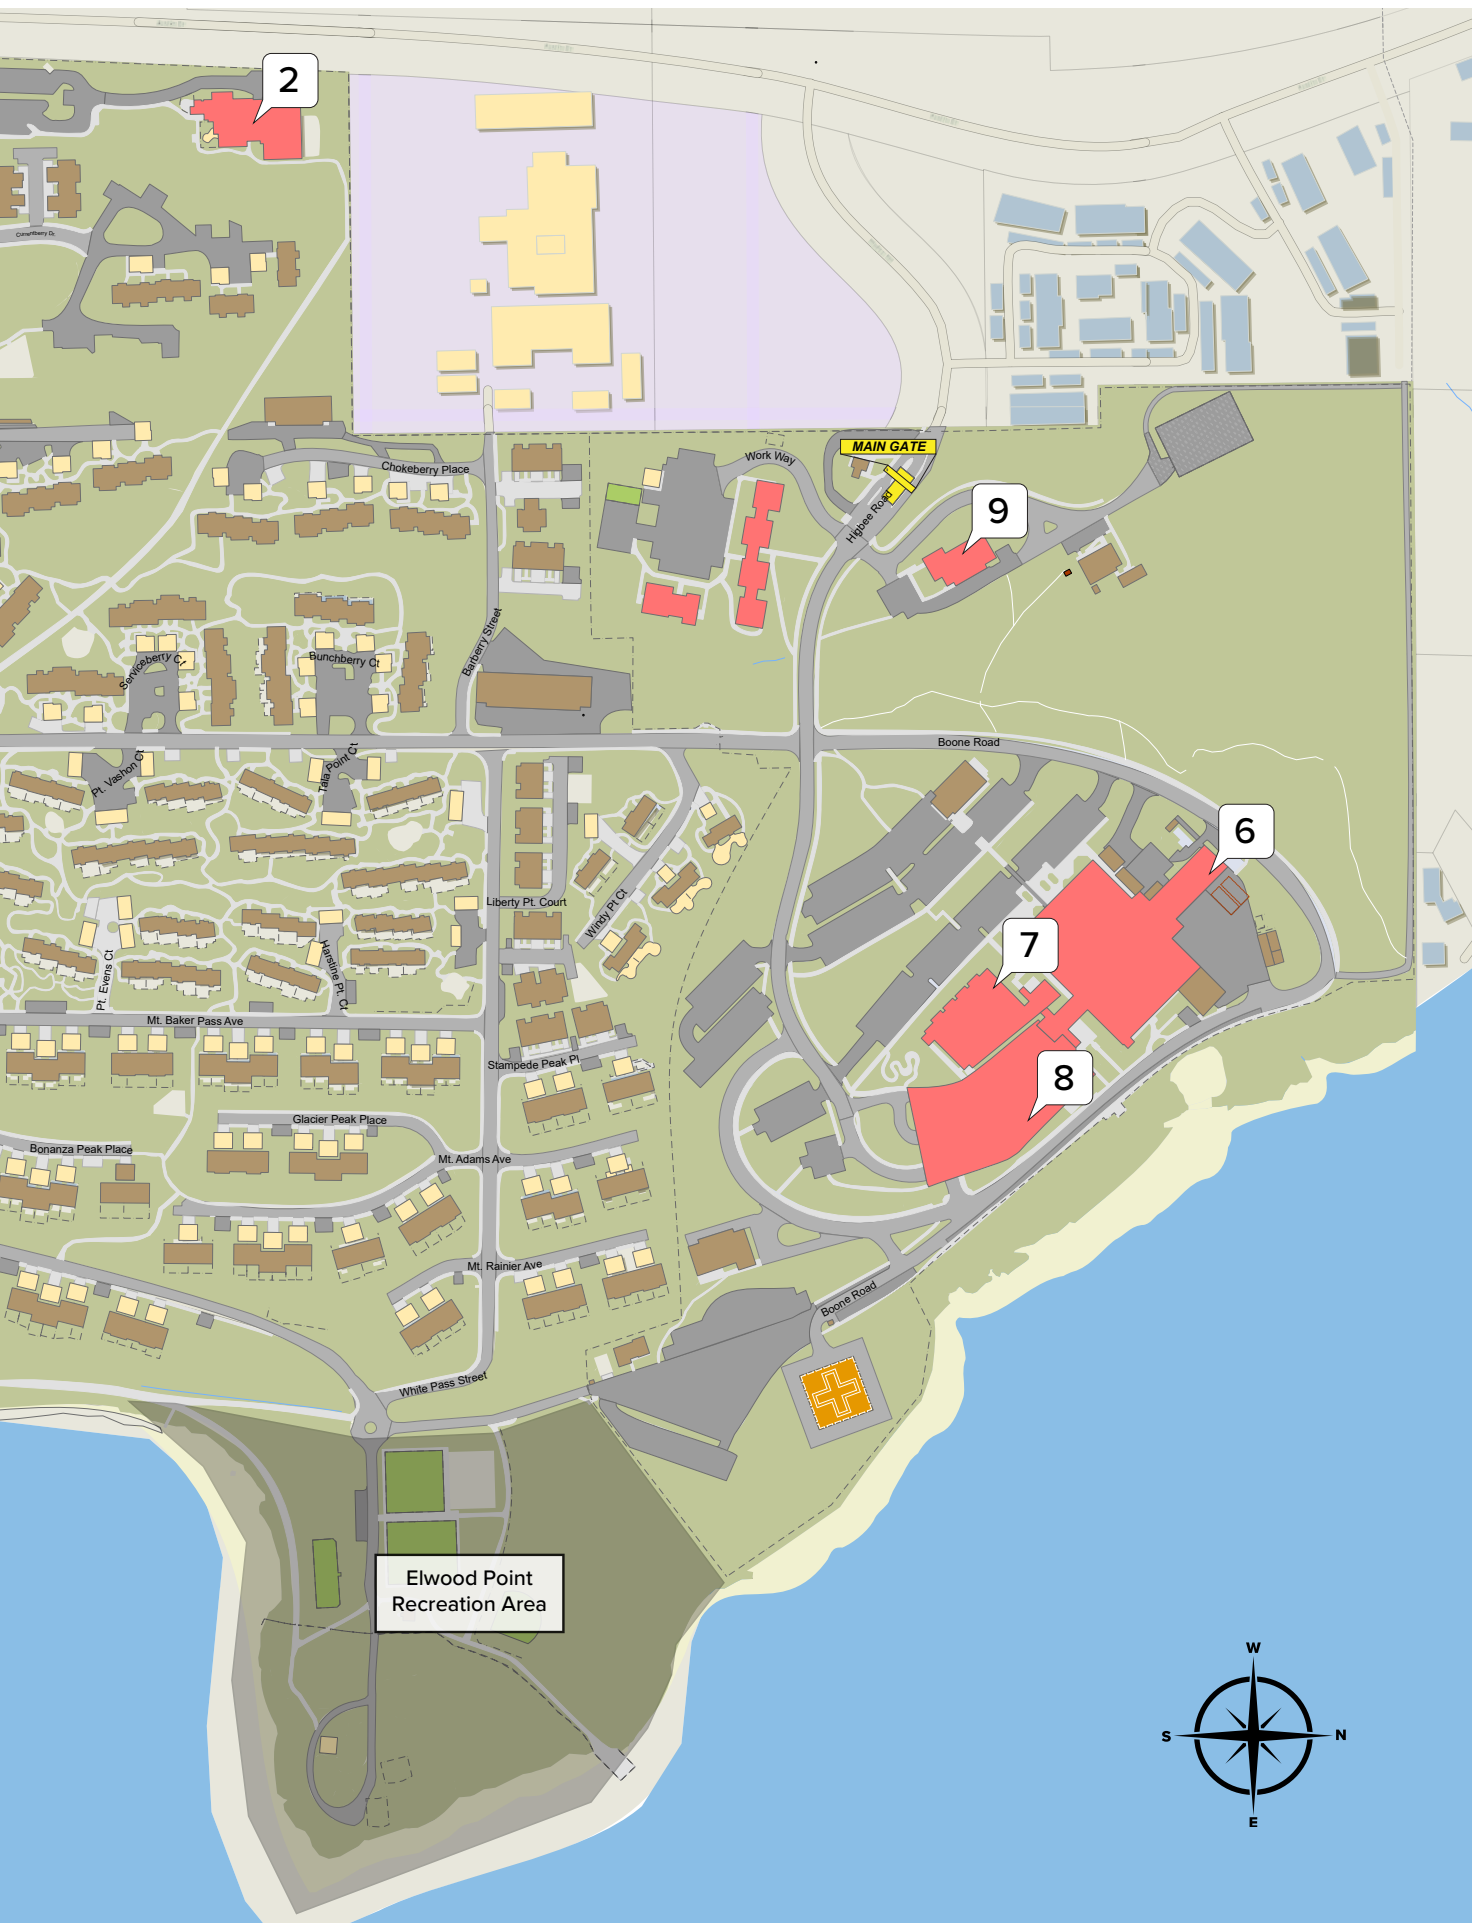 2
Currantberry Dr.
Chokeberry Place
Work Way
MAIN GATE
Higbee Road
9
Barberry Street
Serviceberry Ct
Bunchberry Ct
Boone Road
Pt. Vashon Ct
Tala Point Ct
6
Liberty Pt. Court
Windy Pt Ct
7
Pt. Evens Ct
Harstine Pt. Ct
Mt. Baker Pass Ave
Stampede Peak Pl
8
Glacier Peak Place
Bonanza Peak Place
Mt. Adams Ave
Mt. Rainier Ave
Boone Road
White Pass Street
Elwood Point
Recreation Area
W
S
N
E